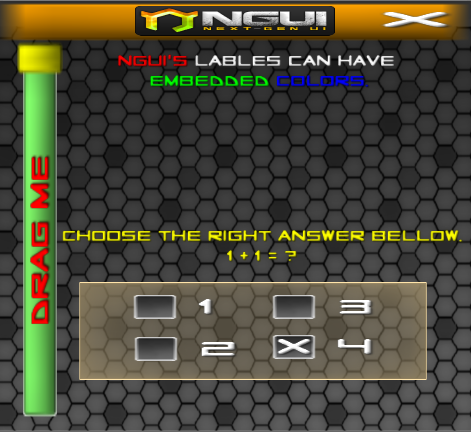 NGUI
NEXT-GEN UI
NGUI'S LABLES CAN HAVE
EMBEDDED COLORS.
DRAG ME
CHOOSE THE RIGHT ANSWER BELLOW.
1 + 1 = ?
1
3
2
4